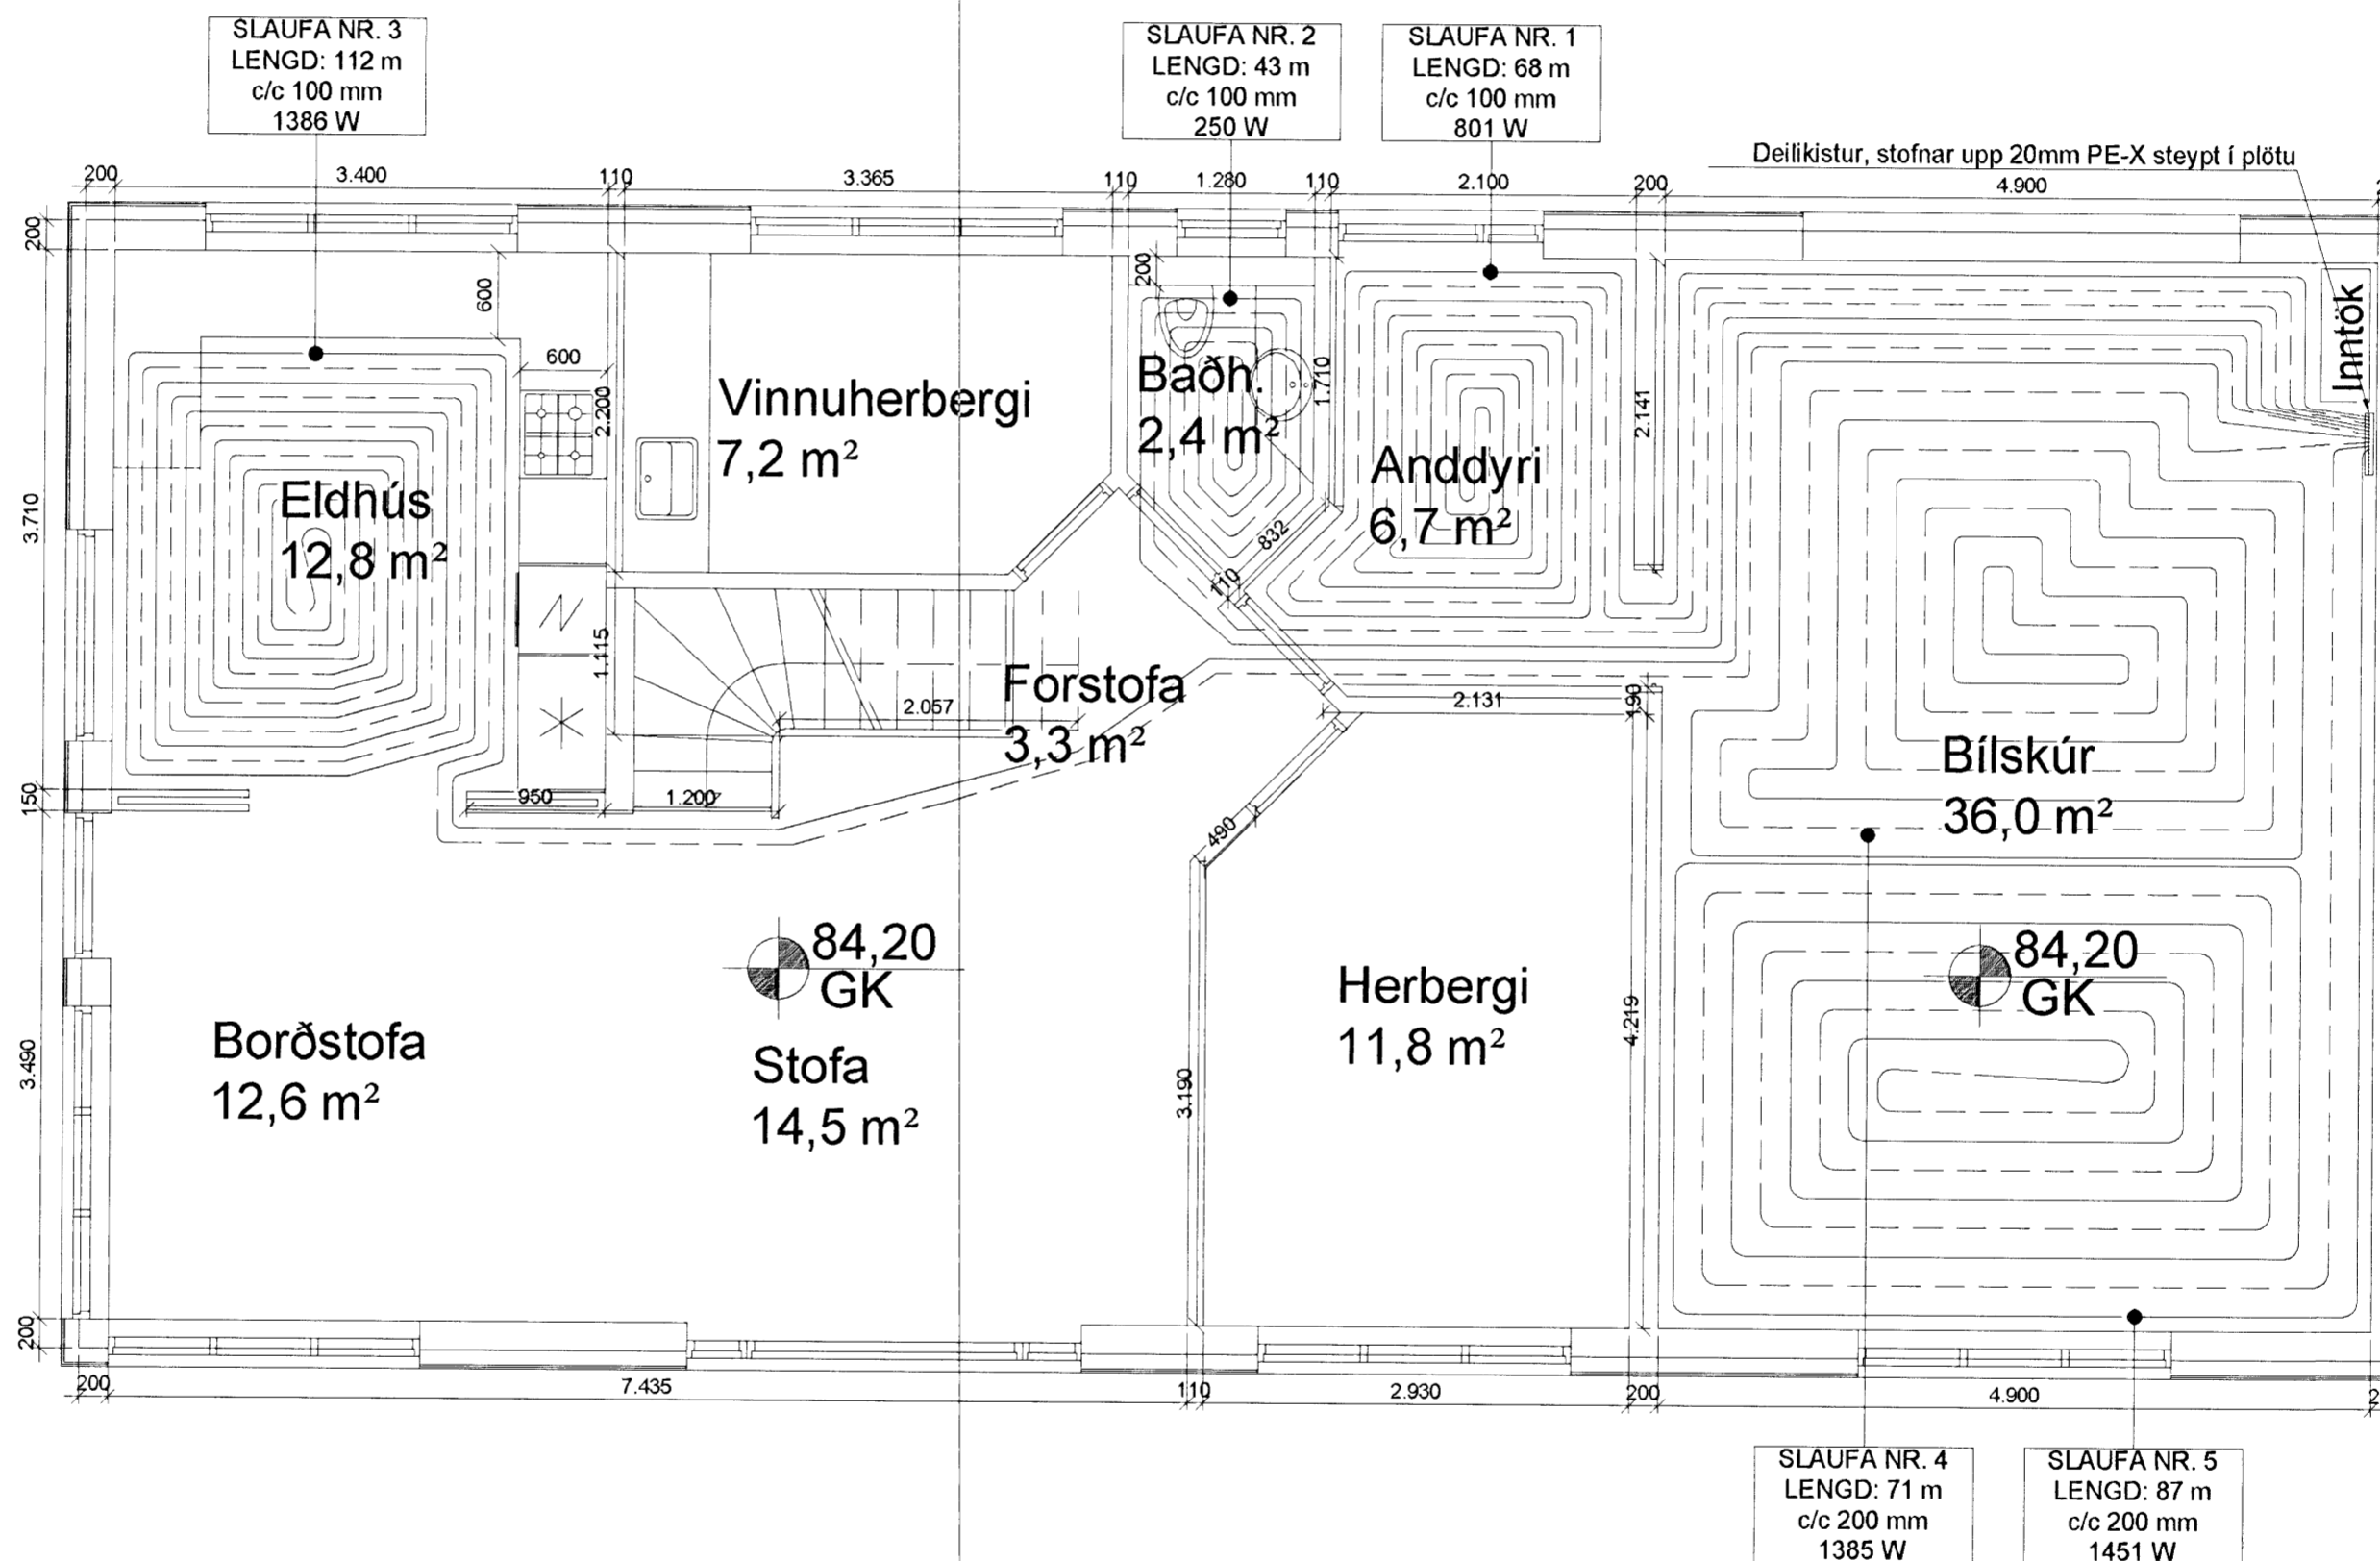 SLAUFA NR. 3
LENGD: 112 m
c/c 100 mm
1386 W
SLAUFA NR. 2
LENGD: 43 m
c/c 100 mm
250 W
SLAUFA NR. 1
LENGD: 68 m
c/c 100 mm
801 W
Deilikistur, stofnar upp 20mm PE-X steypt í plötu
200
3.400
110
3.365
110
1.280
110
2.100
200
4.900
200
600
200
Inntök
600
2.200
Vinnuherbergi
7,2 m²
Baðh.
2,4 m²
1.710
2.141
Anddyri
6,7 m²
Eldhús
12,8 m²
3.710
832
110
1.115
Forstofa
3,3 m²
2.057
2.131
190
Bílskúr
36,0 m²
150
950
1.200
490
84,20
GK
84,20
GK
Herbergi
11,8 m²
4.219
Borðstofa
12,6 m²
Stofa
14,5 m²
3.490
3.190
200
200
7.435
110
2.930
200
4.900
2
SLAUFA NR. 4
LENGD: 71 m
c/c 200 mm
1385 W
SLAUFA NR. 5
LENGD: 87 m
c/c 200 mm
1451 W